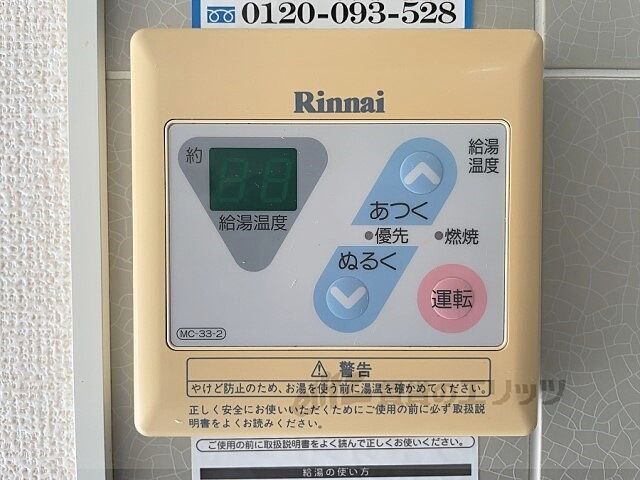 0120-093-528
Rinnai
約
給湯温度
給湯
温度
あつく
優先
燃焼
ぬるく
運転
MC-33-2
警告
やけど防止のため、お湯を使う前に湯温を確かめてください。
正しく安全にお使いいただくためにご使用の前に必ず取扱説
明書をよくお読みください。
ご使用の前に取扱説明書をよく読んで正しくお使いください。
給湯の使い方